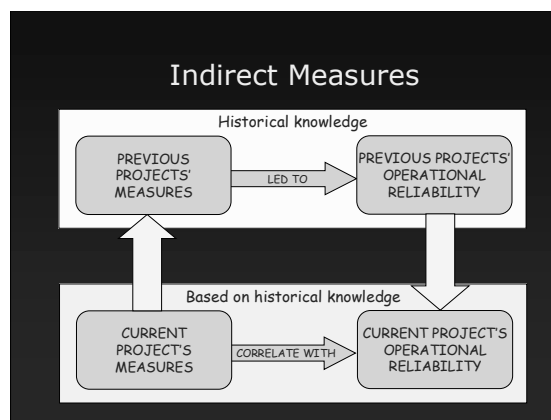 Indirect Measures
Historical knowledge
PREVIOUS
PROJECTS'
MEASURES
LED TO
PREVIOUS PROJECTS'
OPERATIONAL
RELIABILITY
Based on historical knowledge
CURRENT
PROJECT'S
MEASURES
CORRELATE WITH
CURRENT PROJECT'S
OPERATIONAL
RELIABILITY